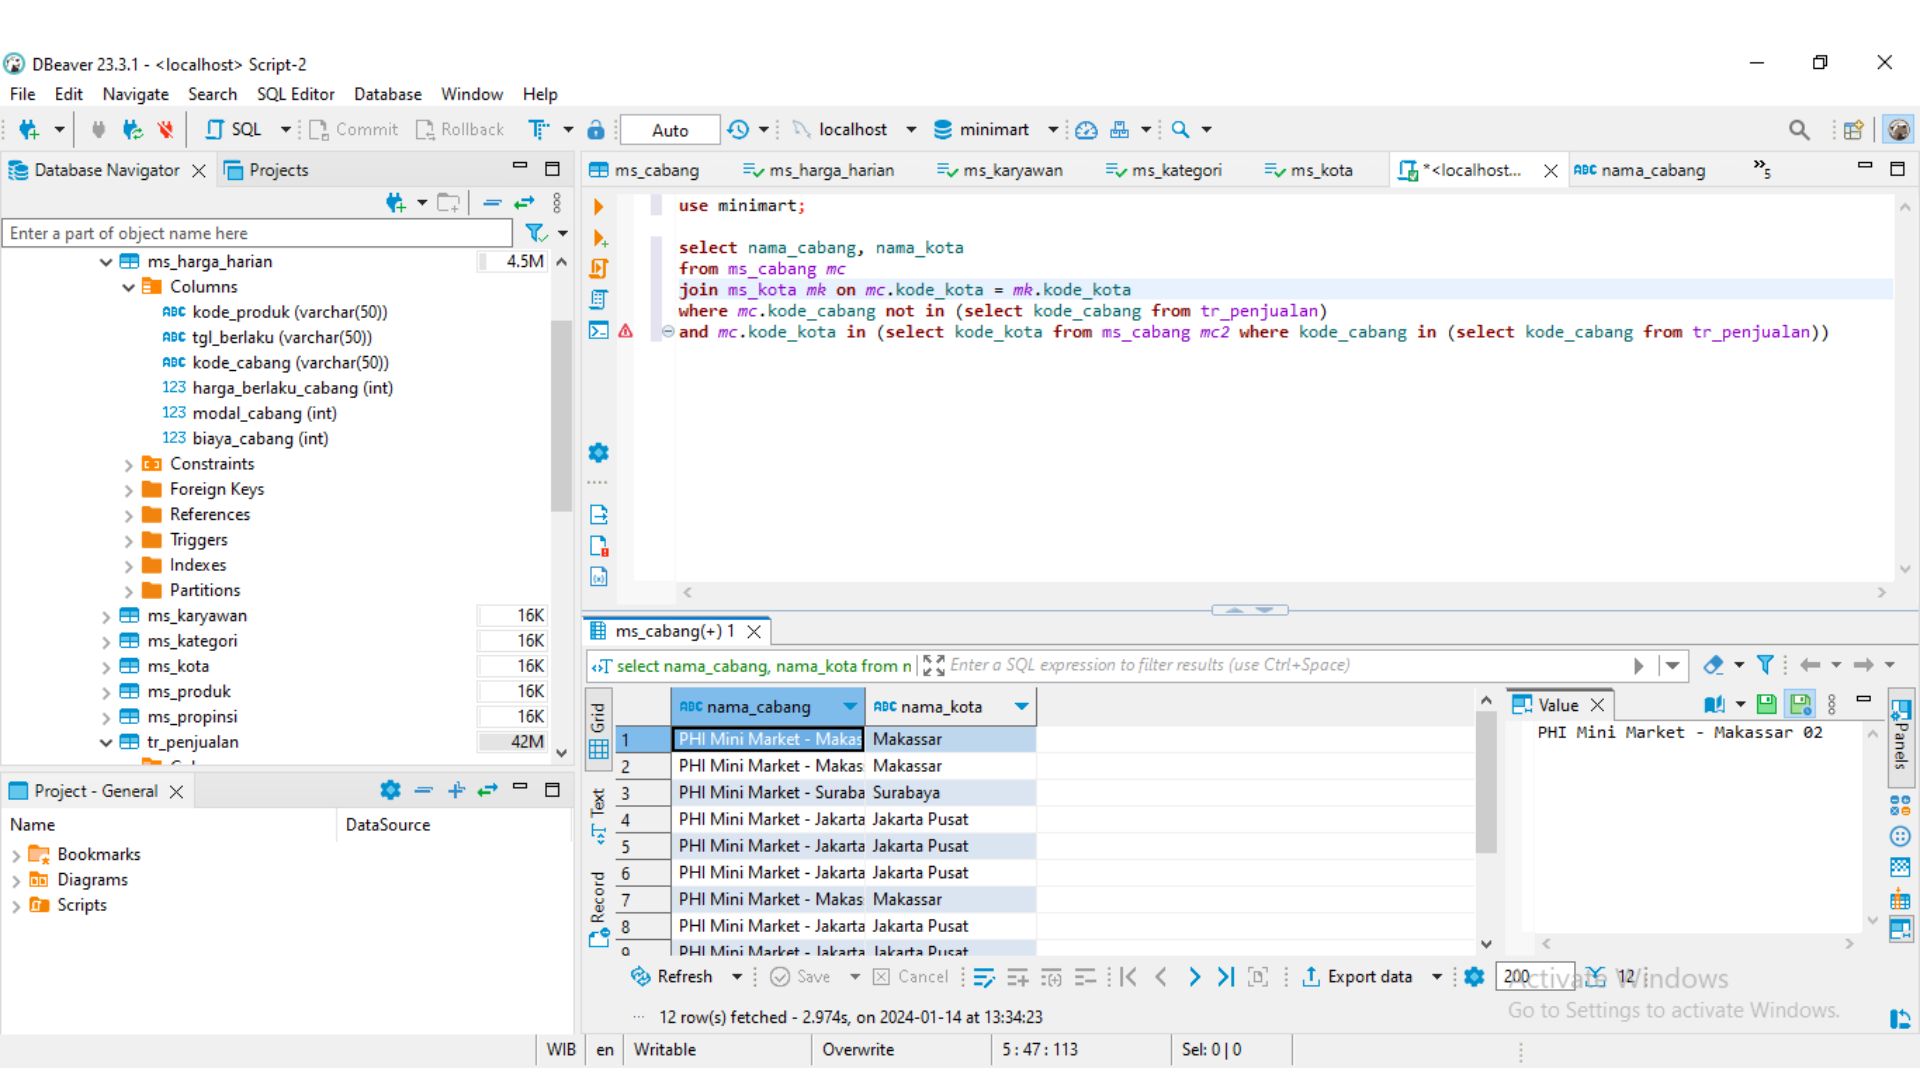 DBeaver 23.3.1 - <localhost> Script-2
File Edit Navigate Search SQL Editor Database Window Help
SQL Commit Rollback Auto localhost minimart
Database Navigator Projects
ms_cabang ms_harga_harian ms_karyawan ms_kategori ms_kota *<localhost... ABC nama_cabang »5
Enter a part of object name here
ms_harga_harian 4.5M
Columns
ABC kode_produk (varchar(50))
ABC tgl_berlaku (varchar(50))
ABC kode_cabang (varchar(50))
123 harga_berlaku_cabang (int)
123 modal_cabang (int)
123 biaya_cabang (int)
Constraints
Foreign Keys
References
Triggers
Indexes
Partitions
ms_karyawan 16K
ms_kategori 16K
ms_kota 16K
ms_produk 16K
ms_propinsi 16K
tr_penjualan 42M
use minimart;
select nama_cabang, nama_kota
from ms_cabang mc
join ms_kota mk on mc.kode_kota = mk.kode_kota
where mc.kode_cabang not in (select kode_cabang from tr_penjualan)
and mc.kode_kota in (select kode_kota from ms_cabang mc2 where kode_cabang in (select kode_cabang from tr_penjualan))
Project - General
Name DataSource
Bookmarks
Diagrams
Scripts
ms_cabang(+) 1
select nama_cabang, nama_kota from n Enter a SQL expression to filter results (use Ctrl+Space)
Grid
Text
Record
ABC nama_cabang ABC nama_kota
1 PHI Mini Market - Makas Makassar
2 PHI Mini Market - Makas Makassar
3 PHI Mini Market - Suraba Surabaya
4 PHI Mini Market - Jakarta Jakarta Pusat
5 PHI Mini Market - Jakarta Jakarta Pusat
6 PHI Mini Market - Jakarta Jakarta Pusat
7 PHI Mini Market - Makas Makassar
8 PHI Mini Market - Jakarta Jakarta Pusat
9 PHI Mini Market - Jakarta Jakarta Pusat
Value
PHI Mini Market - Makassar 02
Panels
Refresh Save Cancel Export data 200 12
Activate Windows
Go to Settings to activate Windows.
... 12 row(s) fetched - 2.974s, on 2024-01-14 at 13:34:23
WIB en Writable Overwrite 5 : 47 : 113 Sel: 0 | 0